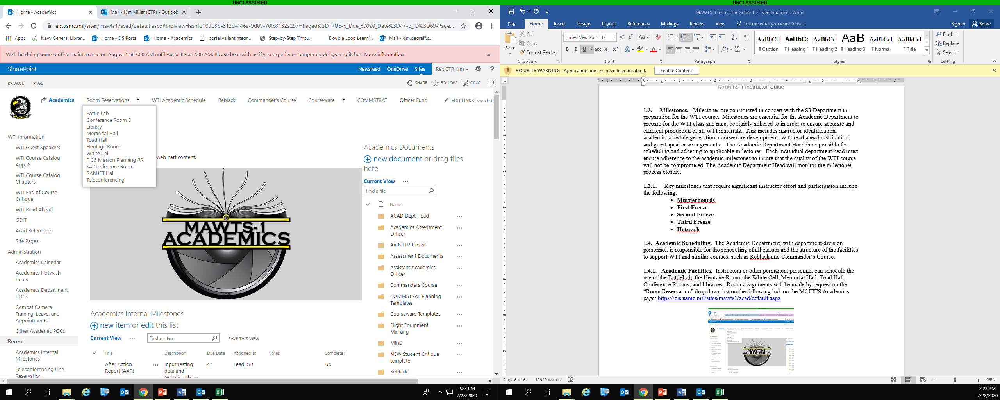 UNCLASSIFIED
Home - Academics
Mail - Kim Miller (CTR) - Outlook
eis.usmc.mil/sites/mawts1/acad/default.aspx#InplviewHashfb109b3b-812d-446a-9d09-70fc8132a297=Paged%3DTRUE-p_Due_x0020_Date%3D47-p_ID%3D69-Page...
Apps
Navy General Librar...
Home - EIS Portal
Home - Academics
portal.valiantintegr...
Step-by-Step Throu...
Double Loop Learni...
Mail - kim.degraff.c...
We'll be doing some routine maintenance on August 1 at 7:00 AM until August 2 at 7:00 AM. Please bear with us if you experience temporary delays or glitches. More information
SharePoint
Newsfeed OneDrive Sites
Rex CTR Kim
BROWSE PAGE
SHARE FOLLOW SYNC
MAWTS-1
Academics
Room Reservations
WTI Academic Schedule
Reblack
Commander's Course
Courseware
COMMSTRAT
Officer Fund
EDIT LINKS
Search th
Battle Lab
Conference Room 5
Library
Memorial Hall
Toad Hall
Heritage Room
White Cell
F-35 Mission Planning RR
S4 Conference Room
RAMJET Hall
Teleconferencing
WTI Information
WTI Guest Speakers
WTI Course Catalog
App. G
WTI Course Catalog
Chapters
WTI End of Course
Critique
WTI Read Ahead
GDIT
Acad References
Site Pages
Administration
Academics Calendar
Academics Hotwash
Items
Academics Department
POCs
Combat Camera
Training, Leave, and
Appointments
Other Academic POCs
Recent
Academics Internal
Milestones
Teleconferencing Line
Reservation
web part content.
MAWTS-1
ACADEMICS
Academics Internal Milestones
new item or edit this list
Current View
Find an item
SAVE THIS VIEW
Title Description Due Date Assigned To Notes Complete?
After Action Input testing 47 Lead ISD No
Report (AAR) data and
Generics Phase
Academics Documents
new document or drag files
here
Current View
Find a file
Name
ACAD Dept Head
Academics Assessment
Officer
Air NTTP Toolkit
Assessment Documents
Assistant Academics
Officer
Commanders Course
COMMSTRAT Planning
Templates
Courseware Templates
Flight Equipment
Marking
MInD
NEW Student Critique
template
Reblack
2:23 PM
7/28/2020
UNCLASSIFIED
MAWTS-1 Instructor Guide 1-21 version.docx - Word
File Home Insert Design Layout References Mailings Review View Tell me what you want to do...
Sign in Share
Paste
Cut
Copy
Format Painter
Clipboard
Times New Ro 12
Font
Paragraph
AaBbCcI AaBbCc AaBbCcI AaB AaBbCcI AaBbCcI
¶ Caption ¶ Heading 1 ¶ Heading 2 ¶ Heading 3 ¶ Normal ¶ Title
Styles
Find
Replace
Select
Editing
SECURITY WARNING Application add-ins have been disabled.
Enable Content
MAWTS-1 Instructor Guide
1.3. Milestones. Milestones are constructed in concert with the S3 Department in
preparation for the WTI course. Milestones are essential for the Academic Department to
prepare for the WTI class and must be rigidly adhered to in order to ensure accurate and
efficient production of all WTI materials. This includes instructor identification,
academic schedule generation, courseware development, WTI read ahead distribution,
and guest speaker arrangements. The Academic Department Head is responsible for
scheduling and adhering to applicable milestones. Each individual department head must
ensure adherence to the academic milestones to insure that the quality of the WTI course
will not be compromised. The Academic Department Head will monitor the milestones
process closely.
1.3.1. Key milestones that require significant instructor effort and participation include
the following:
• Murderboards
• First Freeze
• Second Freeze
• Third Freeze
• Hotwash
1.4. Academic Scheduling. The Academic Department, with department/division
personnel, is responsible for the scheduling of all classes and the structure of the facilities
to support WTI and similar courses, such as Reblack and Commander's Course.
1.4.1. Academic Facilities. Instructors or other permanent personnel can schedule the
use of the BattleLab, the Heritage Room, the White Cell, Memorial Hall, Toad Hall,
Conference Rooms, and libraries. Room assignments will be made by request on the
“Room Reservation” drop down list on the following link on the MCEITS Academics
page: https://eis.usmc.mil/sites/mawts1/acad/default.aspx
MAWTS-1
ACADEMICS
Page 6 of 61 12920 words
96%
2:23 PM
7/28/2020